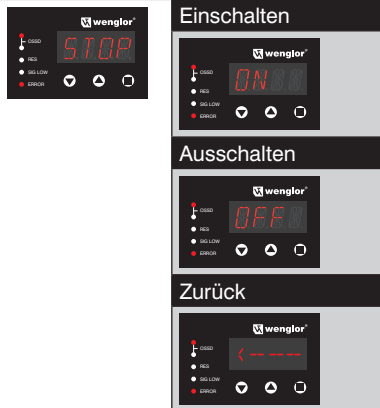 wenglor®
OSSD
STOP
RES
SIG LOW
ERROR
Einschalten
wenglor®
OSSD
ON
RES
SIG LOW
ERROR
Ausschalten
wenglor®
OSSD
OFF
RES
SIG LOW
ERROR
Zurück
wenglor®
OSSD
<----
RES
SIG LOW
ERROR